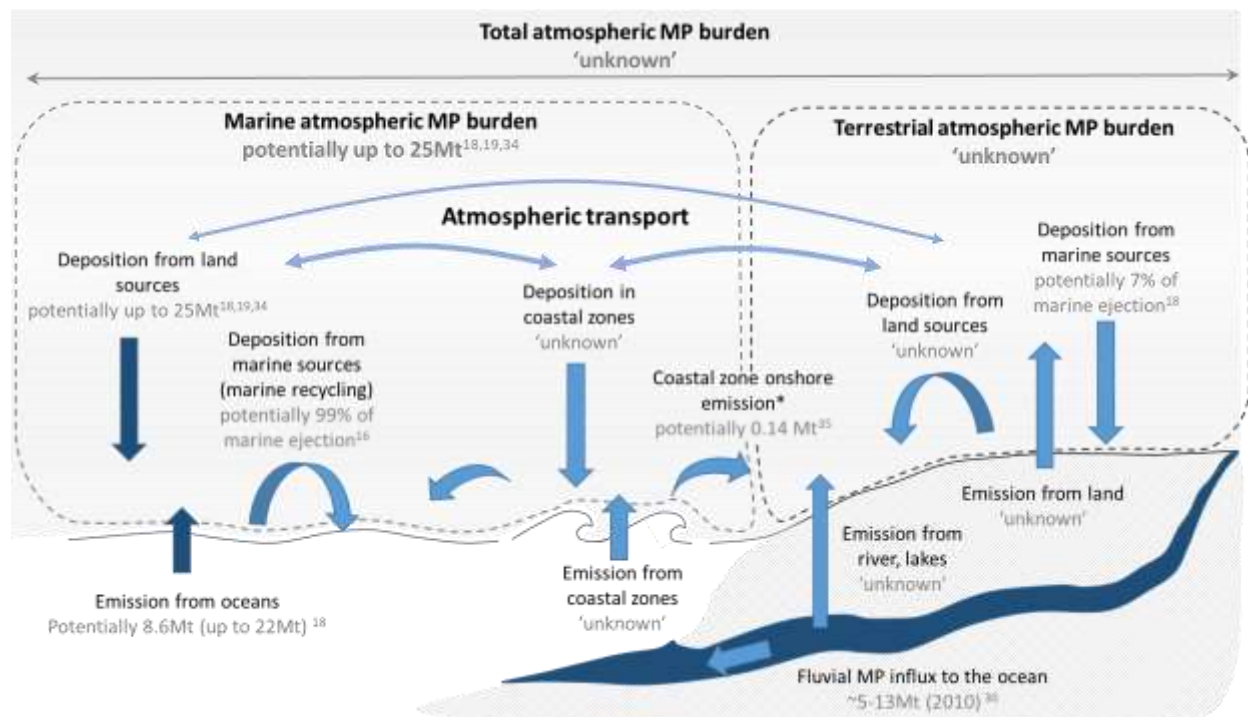 Total atmospheric MP burden
‘unknown’
Marine atmospheric MP burden
potentially up to 25Mt18,19,34
Terrestrial atmospheric MP burden
‘unknown’
Atmospheric transport
Deposition from land
sources
potentially up to 25Mt18,19,34
Deposition from
marine sources
(marine recycling)
potentially 99% of
marine ejection16
Deposition in
coastal zones
‘unknown’
Coastal zone onshore
emission*
potentially 0.14 Mt35
Deposition from
land sources
‘unknown’
Deposition from
marine sources
potentially 7% of
marine ejection18
Emission from land
‘unknown’
Emission from
river, lakes
‘unknown’
Emission from
coastal zones
‘unknown’
Emission from oceans
Potentially 8.6Mt (up to 22Mt) 18
Fluvial MP influx to the ocean
~5-13Mt (2010)